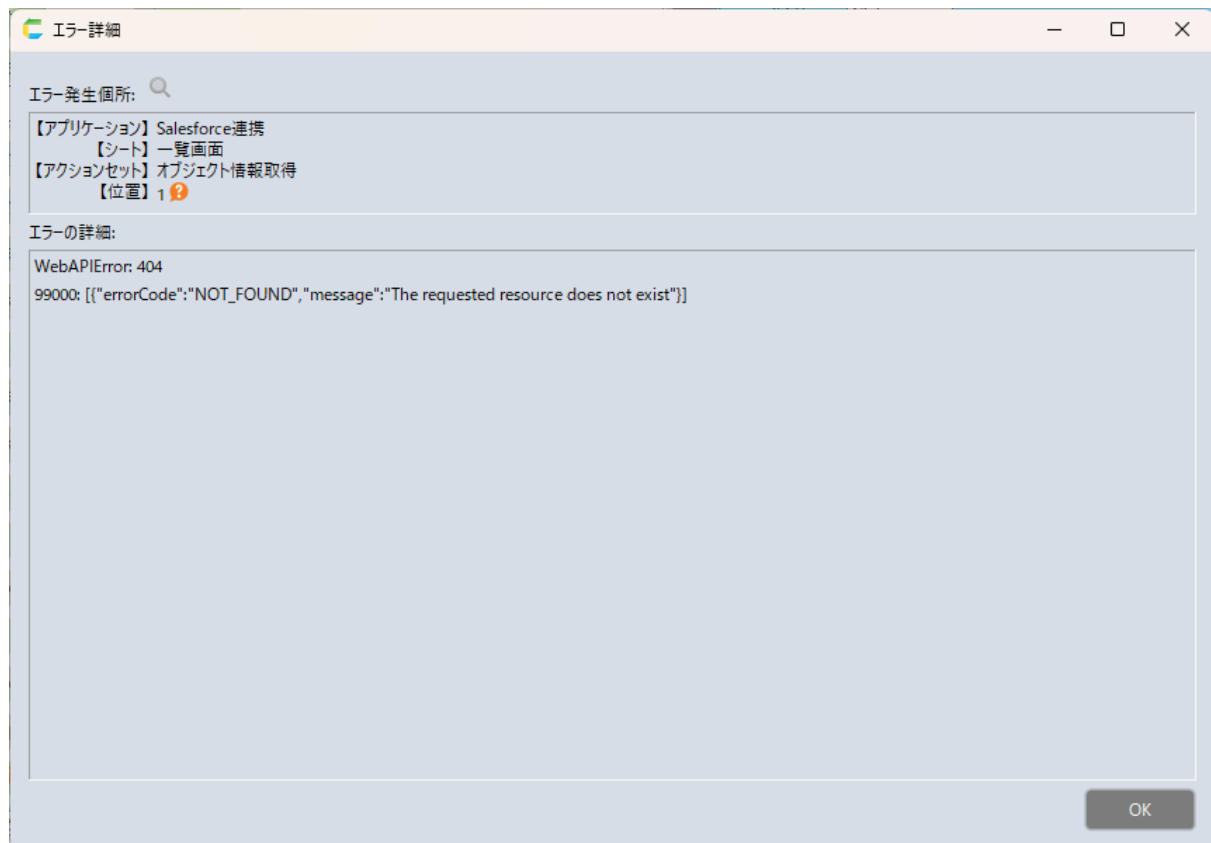 エラー詳細
エラー発生個所:
【アプリケーション】 Salesforce連携
【シート】 一覧画面
【アクションセット】 オブジェクト情報取得
【位置】 1
エラーの詳細:
WebAPIError: 404
99000: [{"errorCode":"NOT_FOUND","message":"The requested resource does not exist"}]
OK